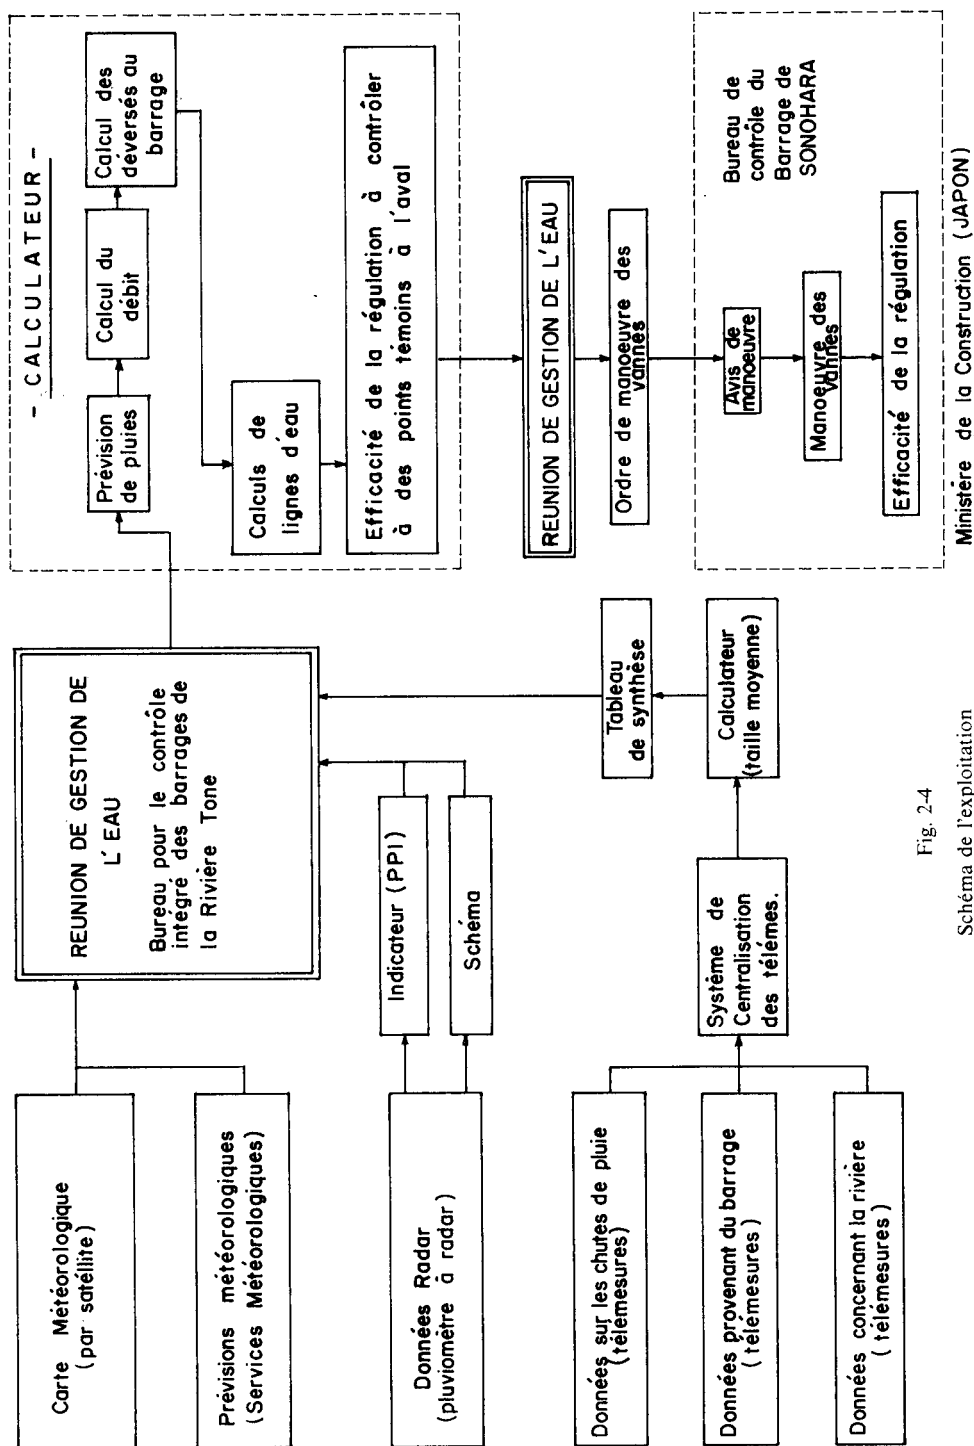 Carte Météorologique
(par satéllite)
Prévisions météorologiques
(Services Météorologiques)
Données Radar
(pluviomètre à radar)
Données sur les chutes de pluie
(télemesures)
Données provenant du barrage
(télémesures)
Données concernant la rivière
(télémesures)
Indicateur (PPI)
Schéma
Système de
Centralisation
des télémes.
Calculateur
(taille moyenne)
Tableau
de synthèse
REUNION DE GESTION DE
L'EAU
Bureau pour le contrôle
intégré des barrages de
la Rivière Tone
- CALCULATEUR -
Prévision
de pluies
Calcul du
débit
Calcul des
déversés au
barrage
Calculs de
lignes d'eau
Efficacité de la régulation à contrôler
à des points témoins à l'aval
REUNION DE GESTION DE L'EAU
Ordre de manoeuvre des
vannes
Bureau de
contrôle du
Barrage de
SONOHARA
Avis de
manoeuvre
Manoeuvre des
vannes
Efficacité de la régulation
Ministère de la Construction (JAPON)
Fig. 2-4
Schéma de l'exploitation